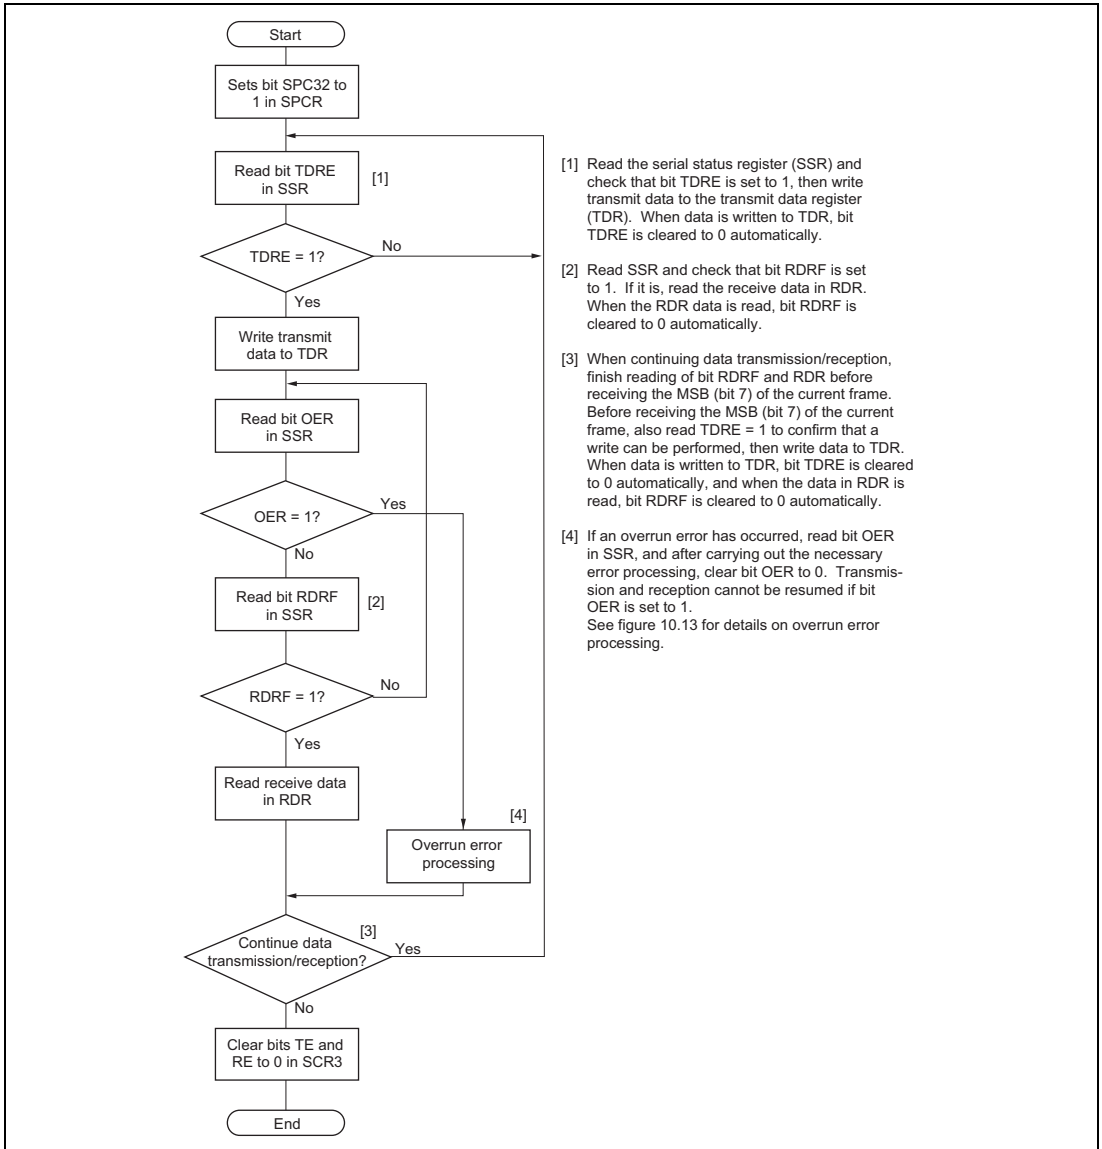 Start
Sets bit SPC32 to
1 in SPCR
Read bit TDRE
in SSR
[1]
TDRE = 1?
No
Yes
Write transmit
data to TDR
Read bit OER
in SSR
OER = 1?
Yes
No
Read bit RDRF
in SSR
[2]
RDRF = 1?
No
Yes
Read receive data
in RDR
[4]
Overrun error
processing
[3]
Continue data
transmission/reception?
Yes
No
Clear bits TE and
RE to 0 in SCR3
End
[1] Read the serial status register (SSR) and
check that bit TDRE is set to 1, then write
transmit data to the transmit data register
(TDR). When data is written to TDR, bit
TDRE is cleared to 0 automatically.
[2] Read SSR and check that bit RDRF is set
to 1. If it is, read the receive data in RDR.
When the RDR data is read, bit RDRF is
cleared to 0 automatically.
[3] When continuing data transmission/reception,
finish reading of bit RDRF and RDR before
receiving the MSB (bit 7) of the current frame.
Before receiving the MSB (bit 7) of the current
frame, also read TDRE = 1 to confirm that a
write can be performed, then write data to TDR.
When data is written to TDR, bit TDRE is cleared
to 0 automatically, and when the data in RDR is
read, bit RDRF is cleared to 0 automatically.
[4] If an overrun error has occurred, read bit OER
in SSR, and after carrying out the necessary
error processing, clear bit OER to 0. Transmis-
sion and reception cannot be resumed if bit
OER is set to 1.
See figure 10.13 for details on overrun error
processing.